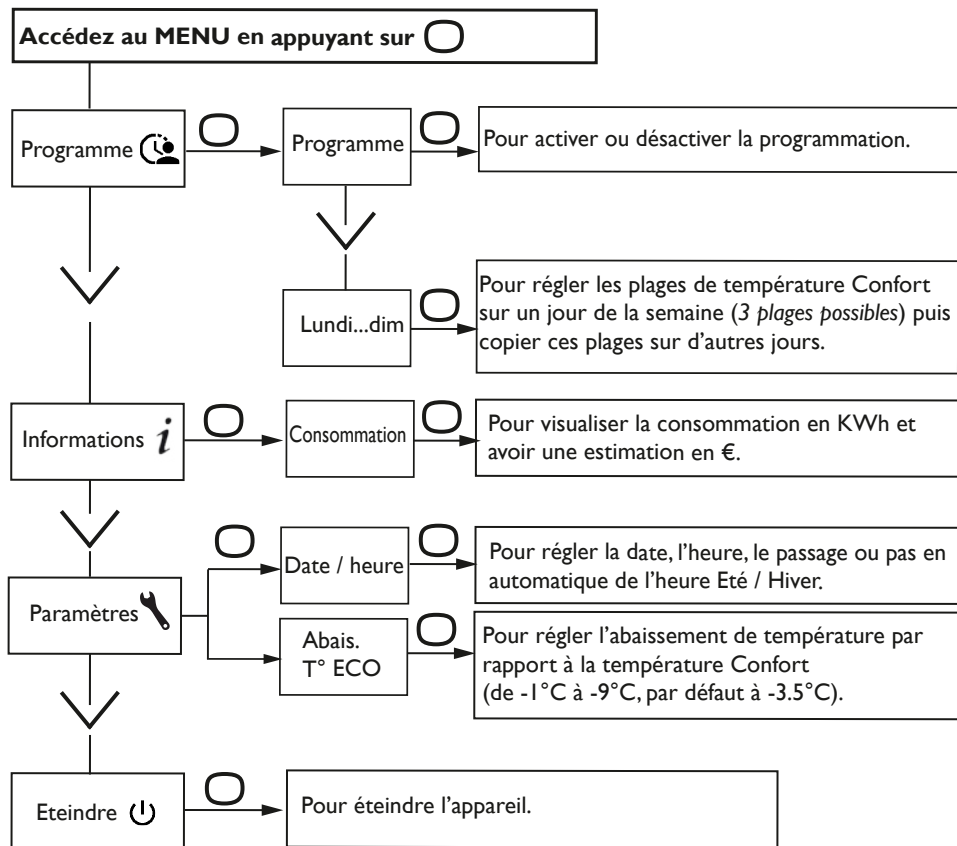 Accédez au MENU en appuyant sur
Programme
Programme
Pour activer ou désactiver la programmation.
Lundi...dim
Pour régler les plages de température Confort
sur un jour de la semaine (3 plages possibles) puis
copier ces plages sur d'autres jours.
Informations i
Consommation
Pour visualiser la consommation en KWh et
avoir une estimation en €.
Paramètres
Date / heure
Pour régler la date, l'heure, le passage ou pas en
automatique de l'heure Eté / Hiver.
Abais.
T° ECO
Pour régler l'abaissement de température par
rapport à la température Confort
(de -1°C à -9°C, par défaut à -3.5°C).
Eteindre
Pour éteindre l'appareil.